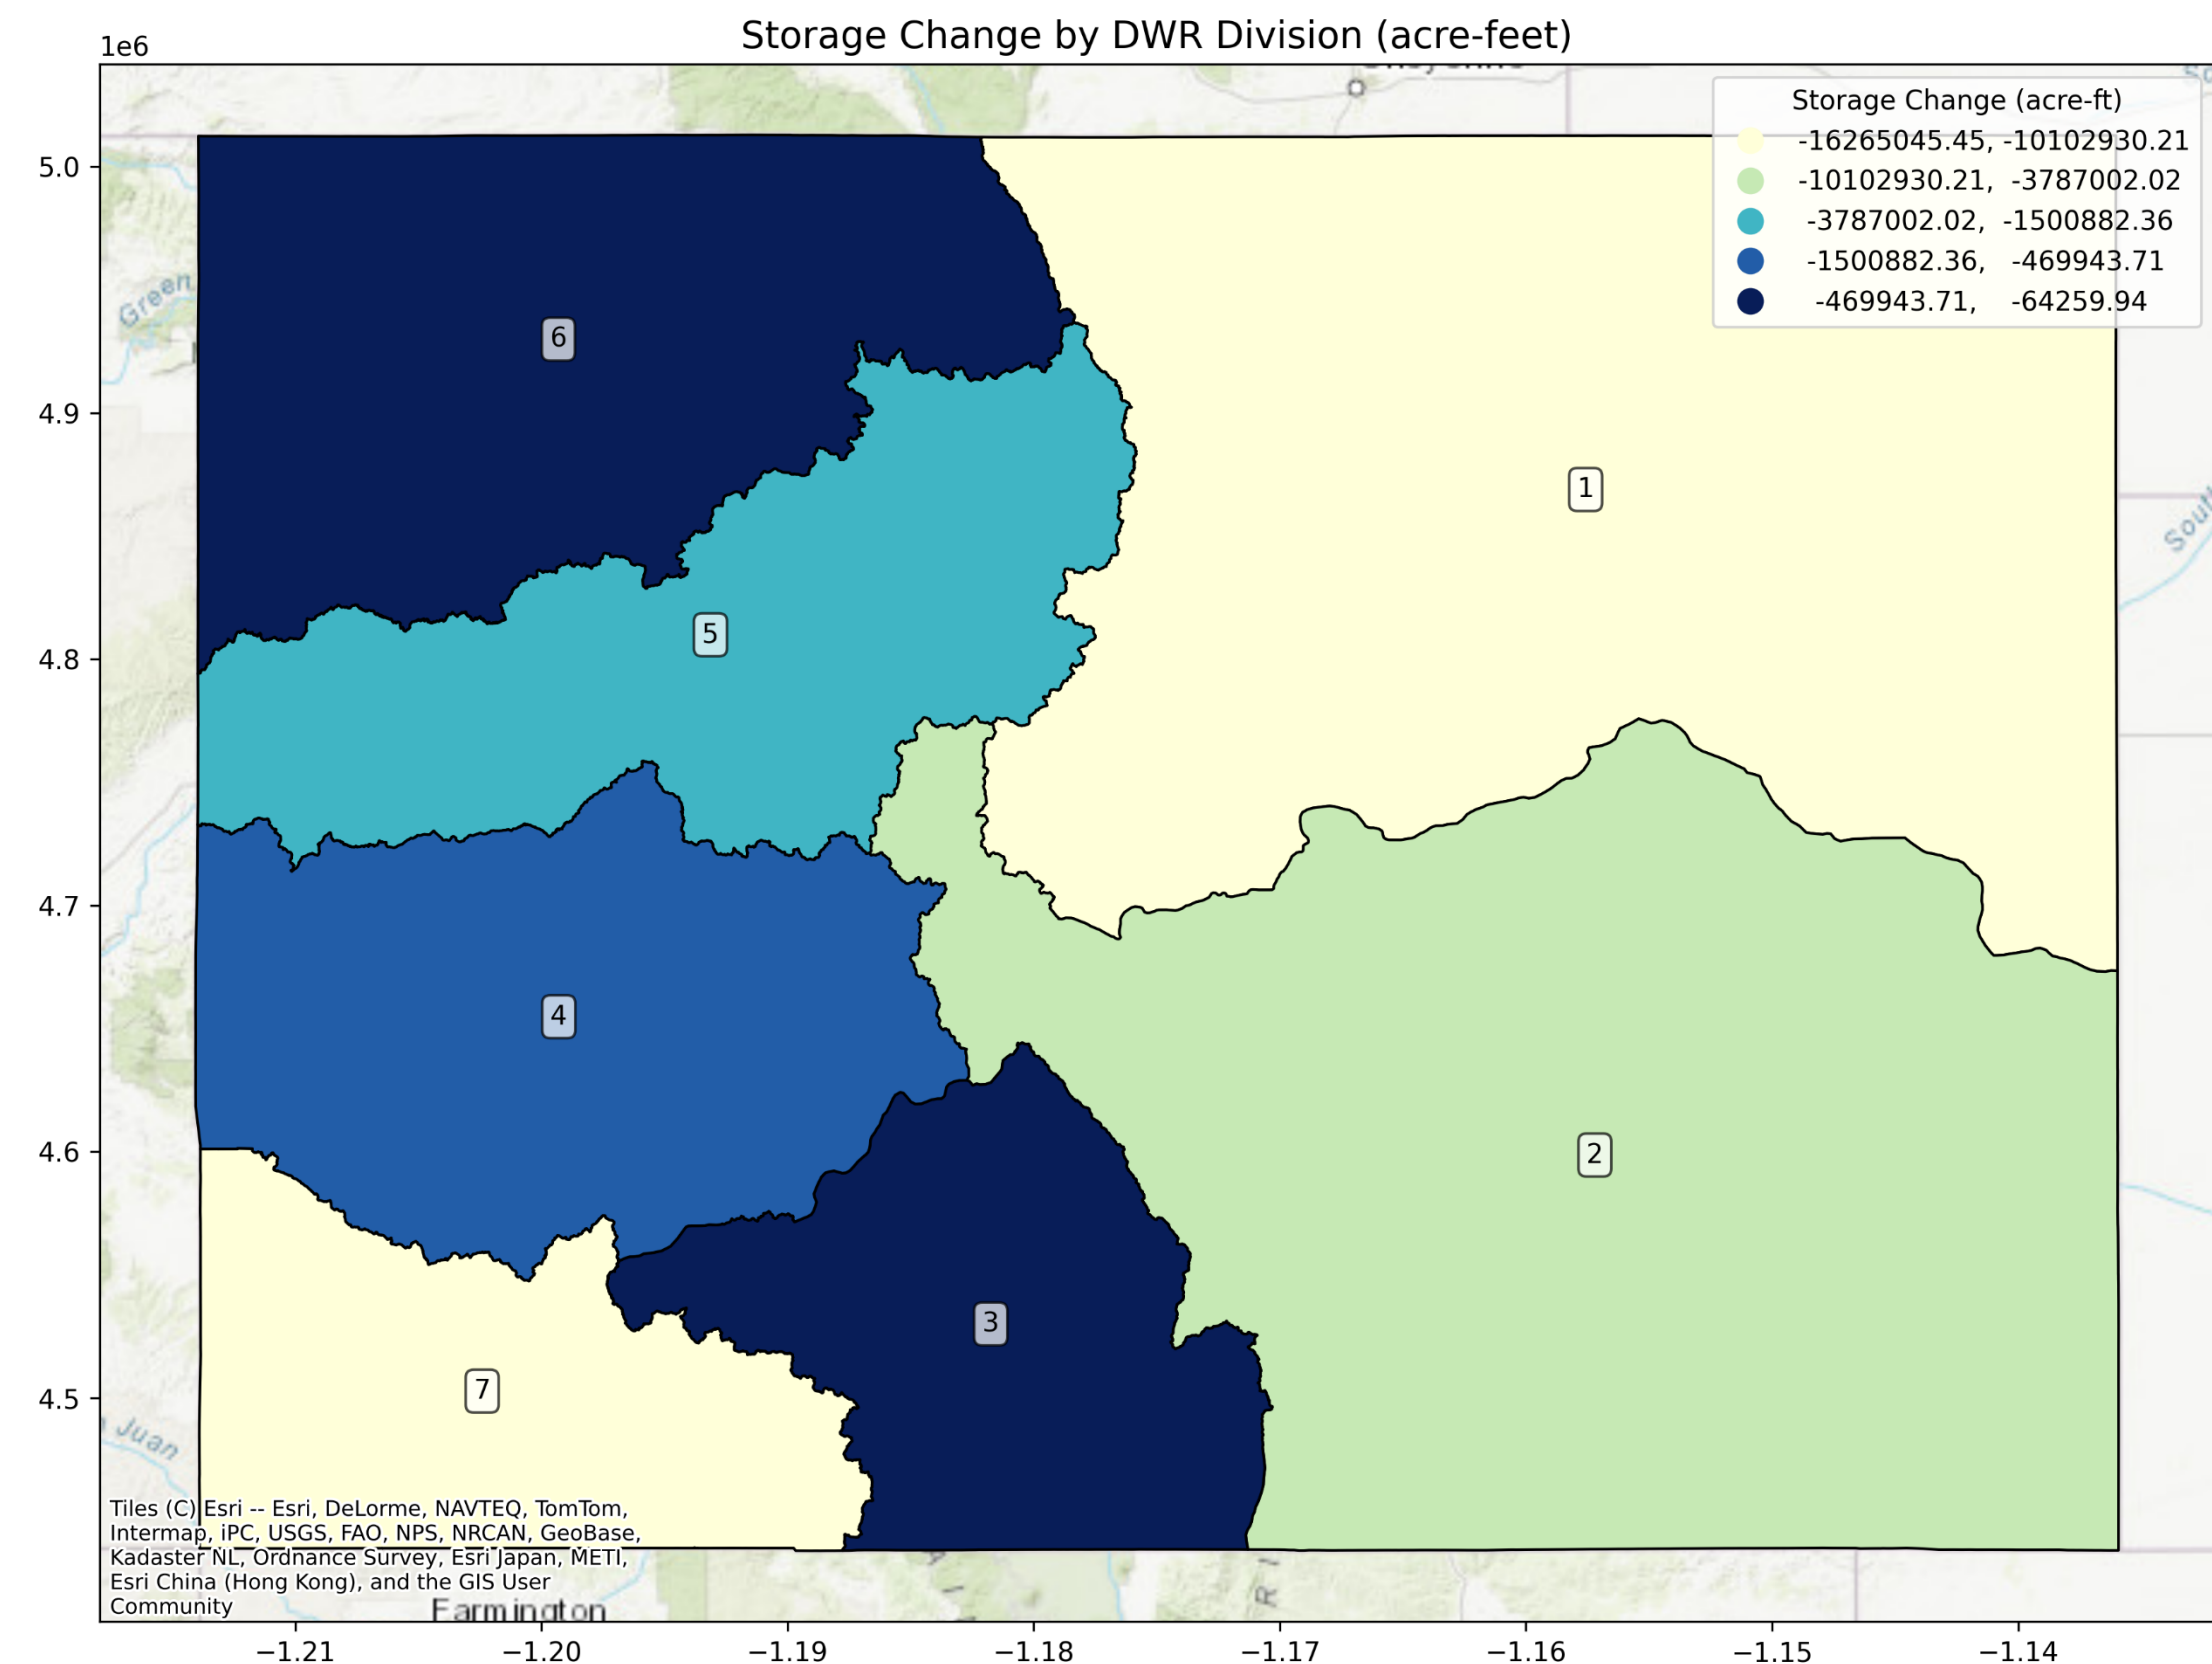 Storage Change by DWR Division (acre-feet)
1e6
Storage Change (acre-ft)
-16265045.45, -10102930.21
-10102930.21, -3787002.02
-3787002.02, -1500882.36
-1500882.36, -469943.71
-469943.71, -64259.94
5.0
4.9
4.8
4.7
4.6
4.5
Green
6
1
5
4
2
3
7
Juan
Tiles (C) Esri -- Esri, DeLorme, NAVTEQ, TomTom,
Intermap, iPC, USGS, FAO, NPS, NRCAN, GeoBase,
Kadaster NL, Ordnance Survey, Esri Japan, METI,
Esri China (Hong Kong), and the GIS User
Community
Farmington
−1.21
−1.20
−1.19
−1.18
−1.17
−1.16
−1.15
−1.14